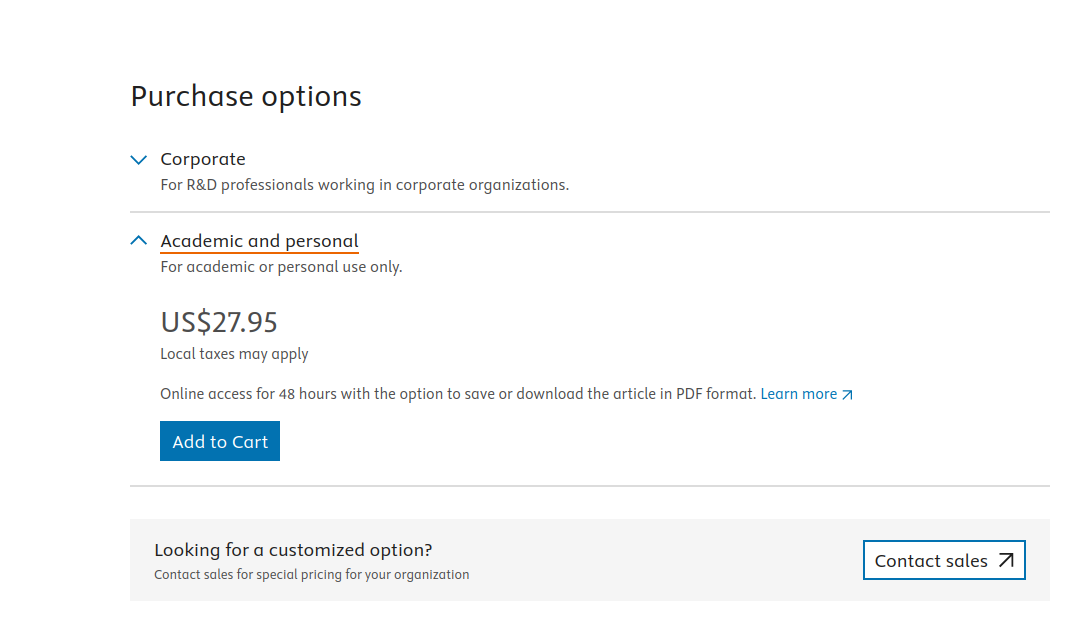 Purchase options
Corporate
For R&D professionals working in corporate organizations.
Academic and personal
For academic or personal use only.
US$27.95
Local taxes may apply
Online access for 48 hours with the option to save or download the article in PDF format. Learn more
Add to Cart
Looking for a customized option?
Contact sales for special pricing for your organization
Contact sales